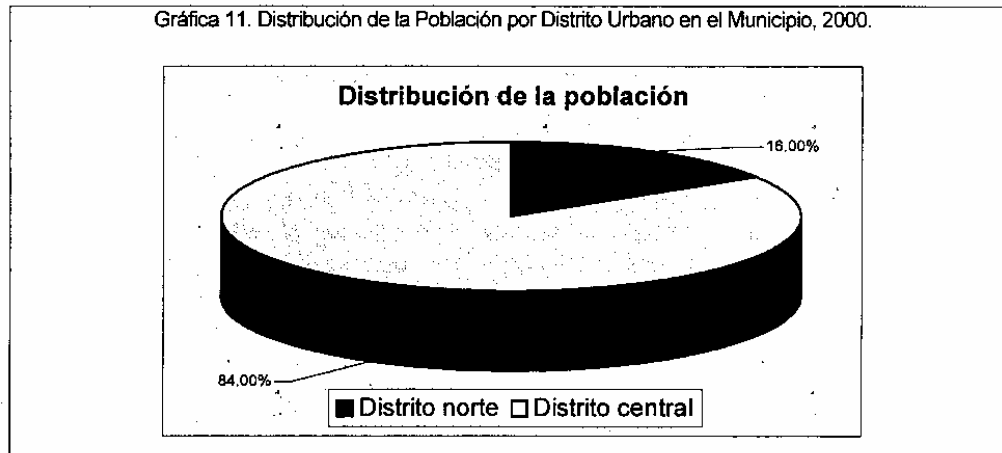 Gráfica 11. Distribución de la Población por Distrito Urbano en el Municipio, 2000.
Distribución de la población
16,00%
84,00%
Distrito norte Distrito central